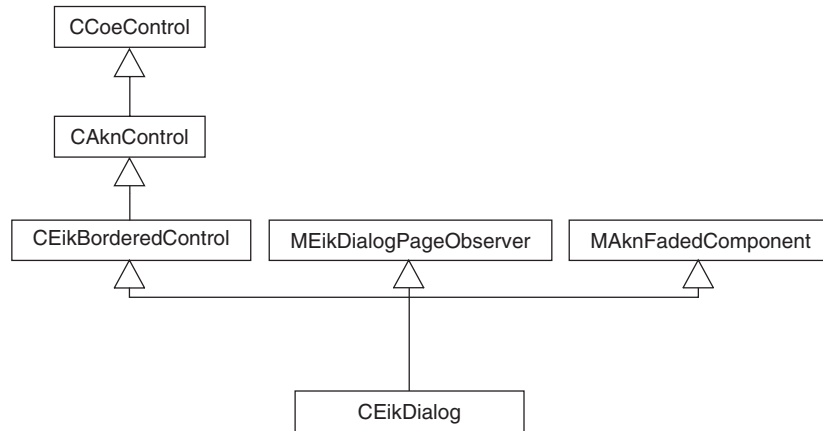 CCoeControl
CAknControl
CEikBorderedControl
MEikDialogPageObserver
MAknFadedComponent
CEikDialog